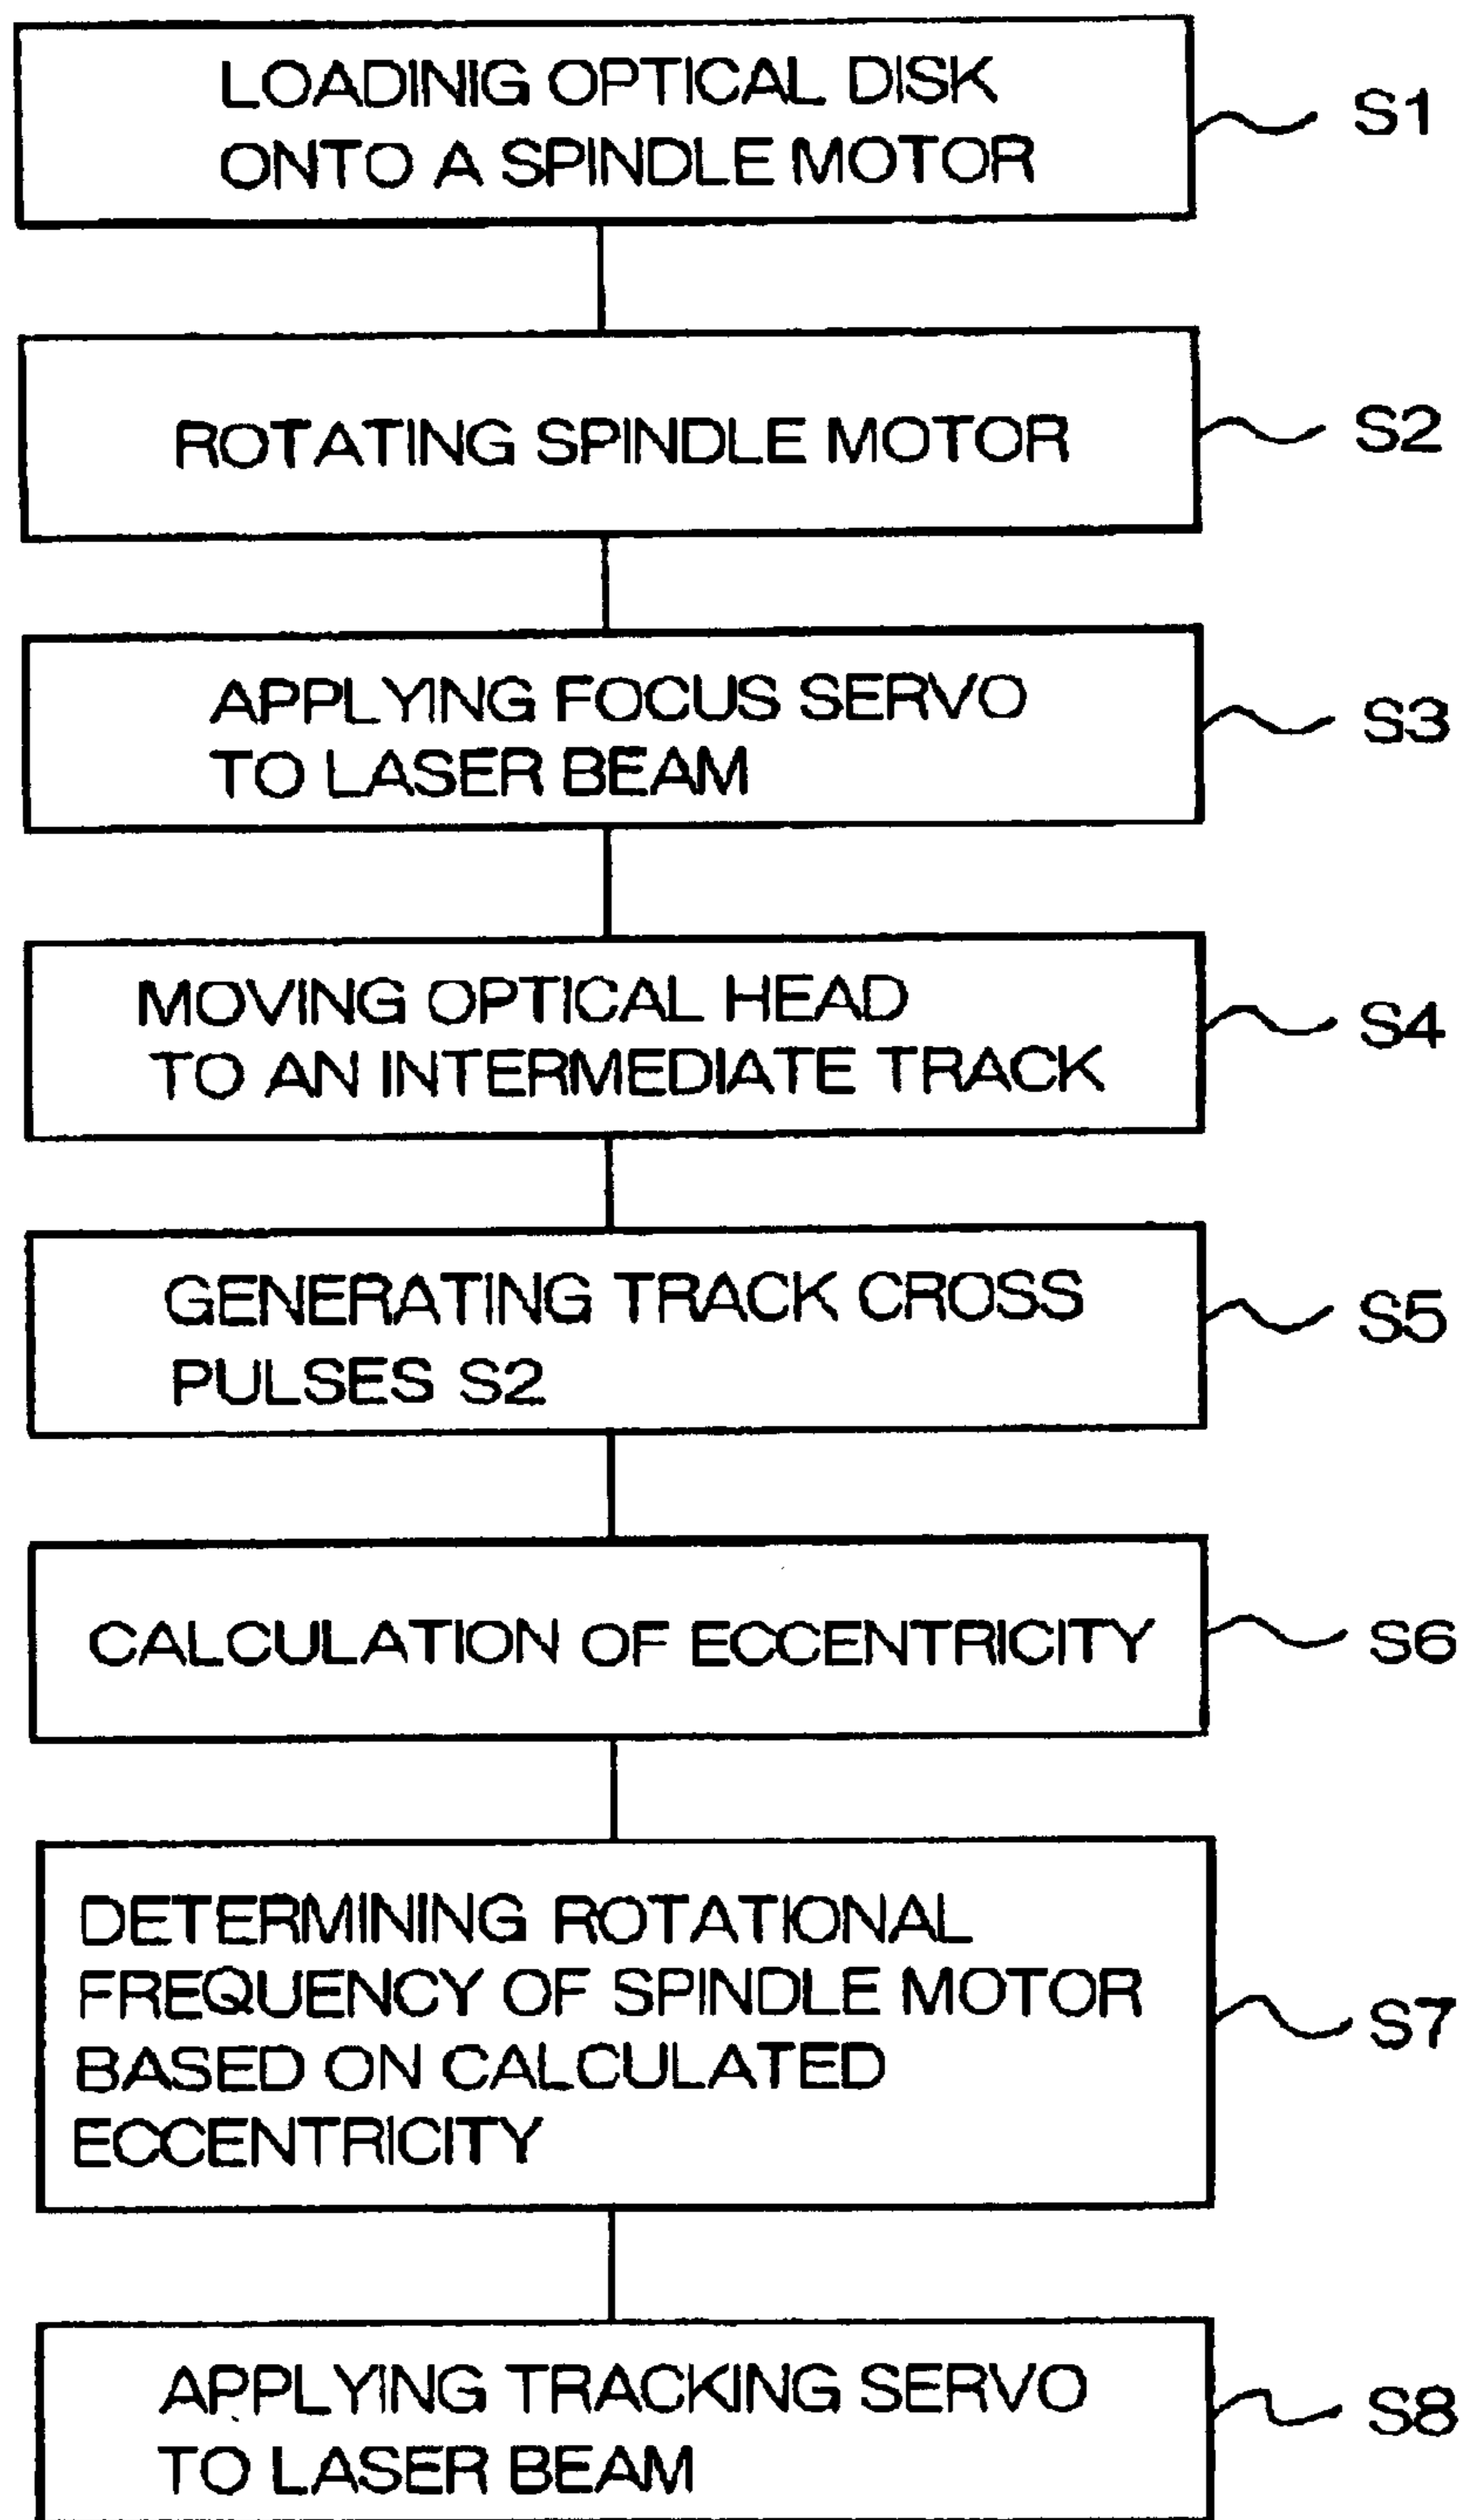 LOADINIG OPTICAL DISK
ONTO A SPINDLE MOTOR
S1
ROTATING SPINDLE MOTOR
S2
APPLYING FOCUS SERVO
TO LASER BEAM
S3
MOVING OPTICAL HEAD
TO AN INTERMEDIATE TRACK
S4
GENERATING TRACK CROSS
PULSES S2
S5
CALCULATION OF ECCENTRICITY
S6
DETERMINING ROTATIONAL
FREQUENCY OF SPINDLE MOTOR
BASED ON CALCULATED
ECCENTRICITY
S7
APPLYING TRACKING SERVO
TO LASER BEAM
S8